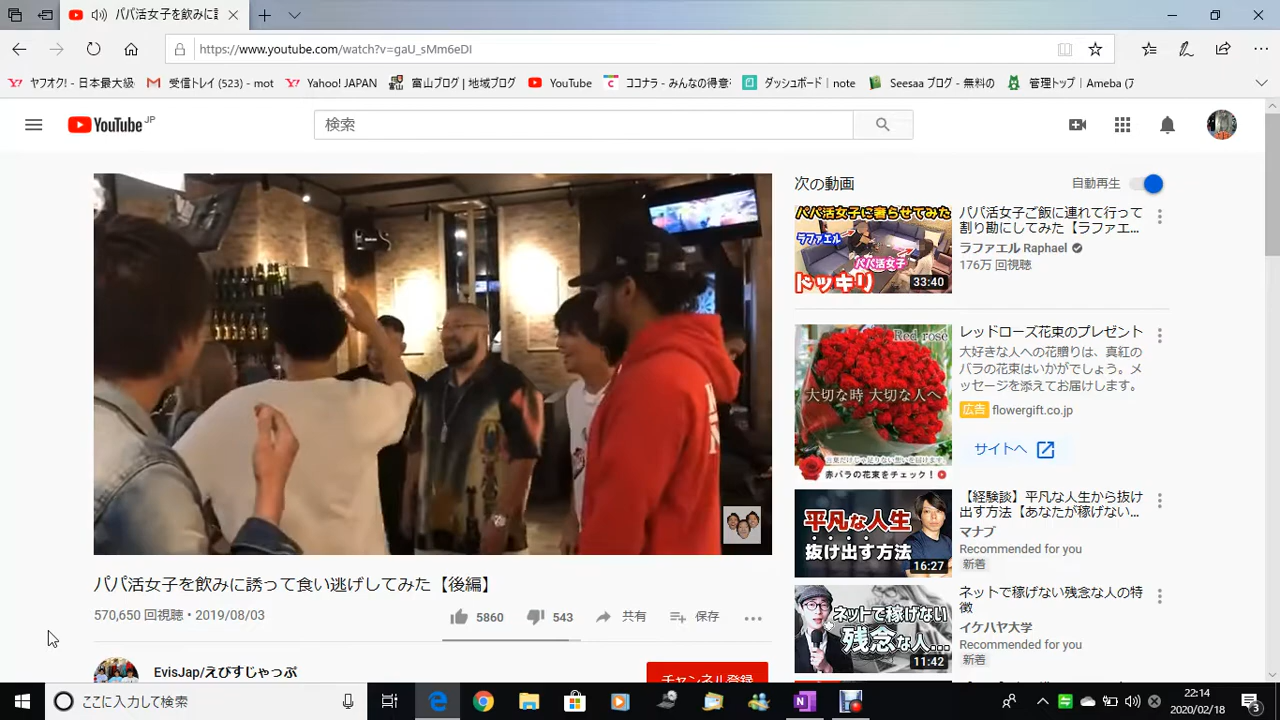 パパ活女子を飲みに誘
https://www.youtube.com/watch?v=gaU_sMm6eDI
ヤフオク! - 日本最大級
受信トレイ (523) - mot
Yahoo! JAPAN
富山ブログ | 地域ブログ
YouTube
ココナラ - みんなの得意
ダッシュボード | note
Seesaa ブログ - 無料の
管理トップ | Ameba (ア
YouTube JP
検索
次の動画
自動再生
パパ活女子に奢らせてみた
ラファエル
パパ活女子
ドッキリ
33:40
パパ活女子ご飯に連れて行って
割り勘にしてみた【ラファエ...
ラファエル Raphael
176万 回視聴
Red rose
大切な時 大切な人へ
言葉だけじゃ足りない想いを届けます。
赤バラの花束をチェック!
レッドローズ花束のプレゼント
大好きな人への花贈りは、真紅の
バラの花束はいかがでしょう。メ
ッセージを添えてお届けします。
広告 flowergift.co.jp
サイトへ
平凡な人生
抜け出す方法
16:27
【経験談】平凡な人生から抜け
出す方法【あなたが稼げない...
マナブ
Recommended for you
新着
ネットで稼げない
残念な人...
11:42
ネットで稼げない残念な人の特
徴
イケハヤ大学
Recommended for you
新着
パパ活女子を飲みに誘って食い逃げしてみた【後編】
570,650 回視聴・2019/08/03
5860
543
共有
保存
EvisJap/えびすじゃっぷ
チャンネル登録
ここに入力して検索
22:14
2020/02/18
3